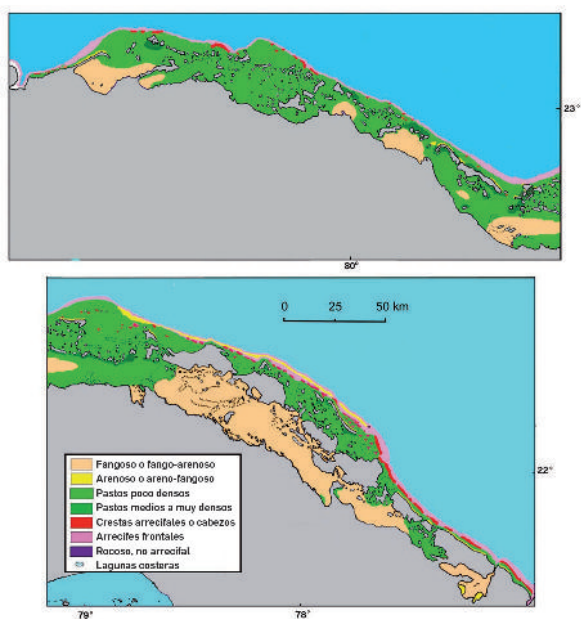 23°
80°
0 25 50 km
22°
Fangoso o fango-arenoso
Arenoso o areno-fangoso
Pastos poco densos
Pastos medios a muy densos
Crestas arrecifales o cabezos
Arrecifes frontales
Rocoso, no arrecifal
Lagunas costeras
79°
78°